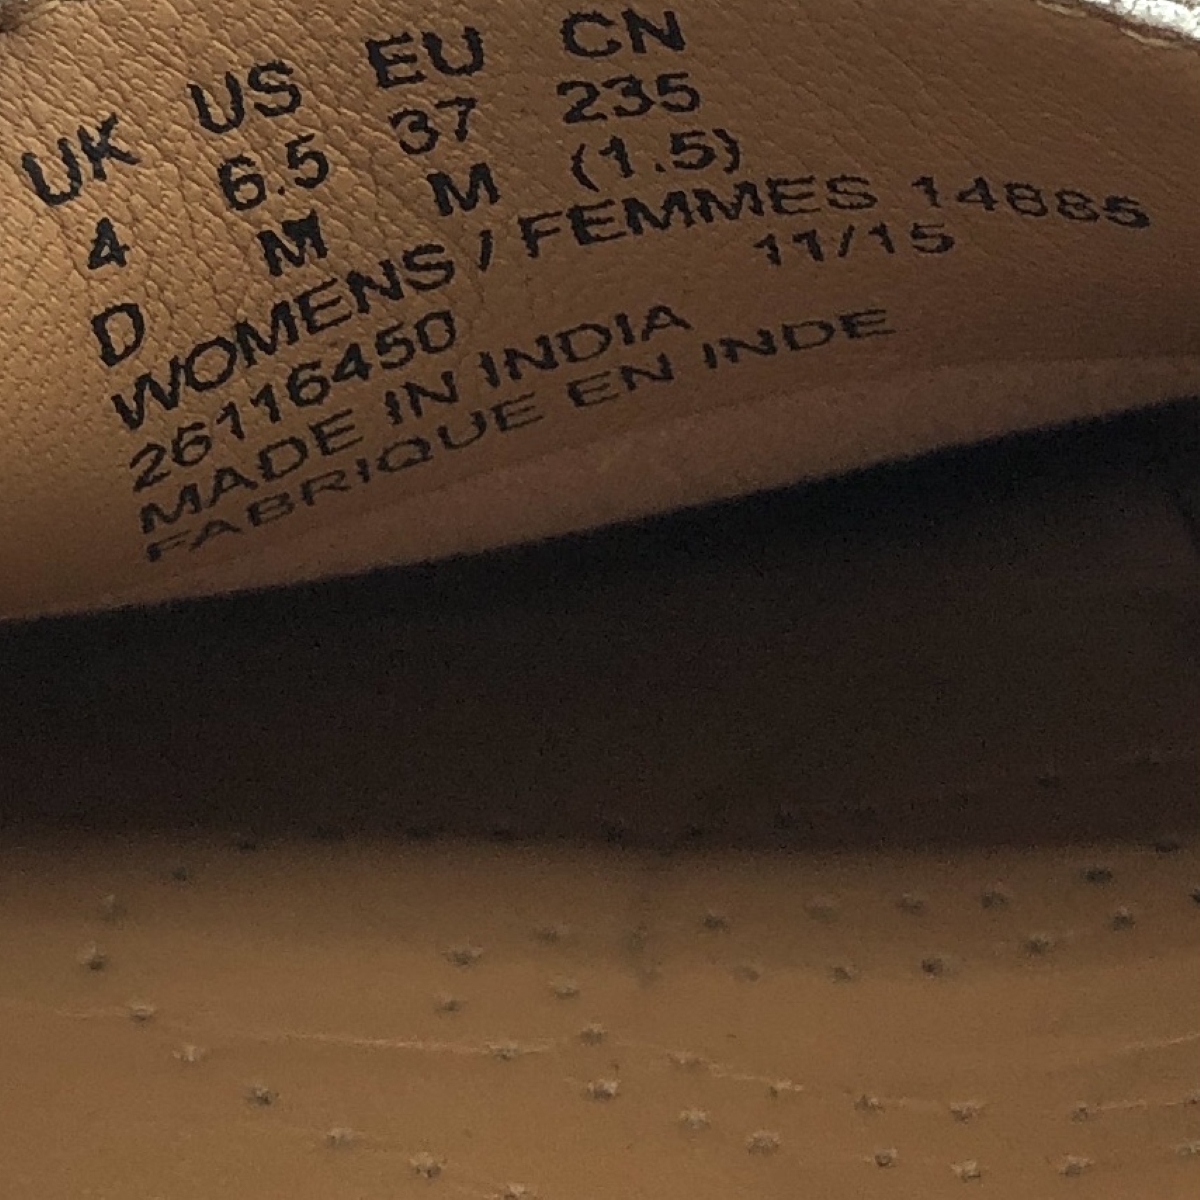 UK US EU CN
4 6.5 37 235
D M M (1.5)
WOMENS / FEMMES 14885
26116450 11/15
MADE IN INDIA
FABRIQUE EN INDE